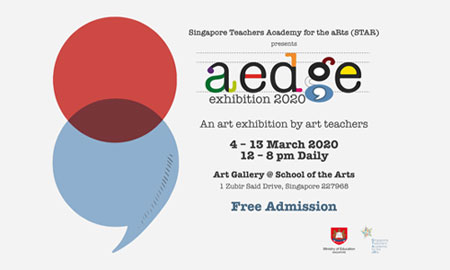 Singapore Teachers Academy for the aRts (STAR)
presents
aedge
exhibition 2020
An art exhibition by art teachers
4 – 13 March 2020
12 – 8 pm Daily
Art Gallery @ School of the Arts
1 Zubir Said Drive, Singapore 227968
Free Admission
Ministry of Education
SINGAPORE